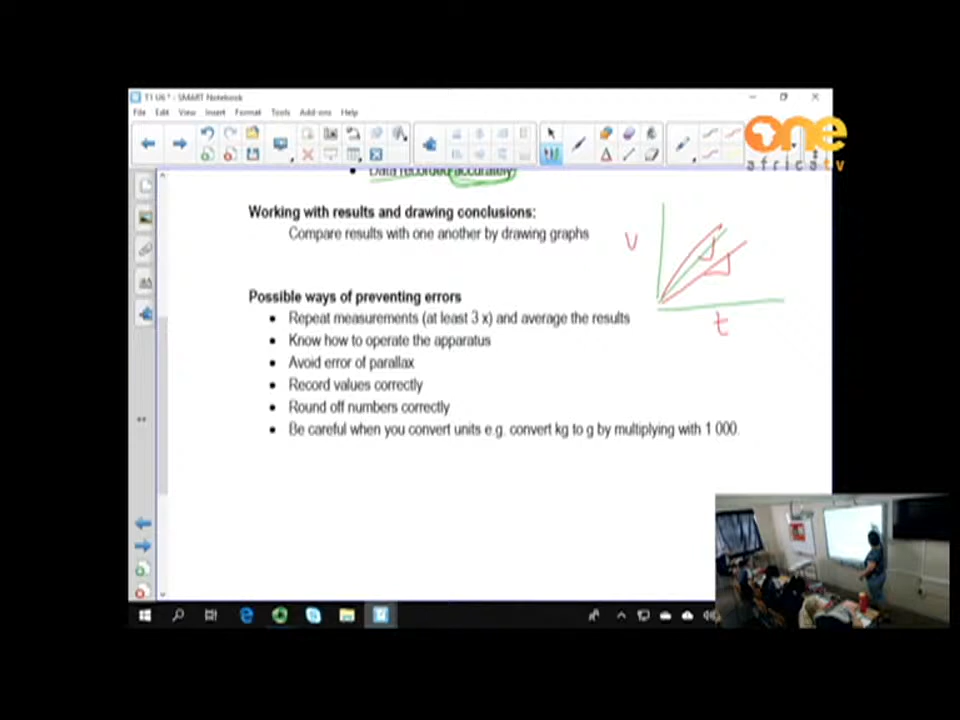 T1 U6 * - SMART Notebook
File Edit View Insert Format Tools Add-ons Help
one
africa tv
• Data recorded accurately
Working with results and drawing conclusions:
Compare results with one another by drawing graphs
V
t
Possible ways of preventing errors
• Repeat measurements (at least 3 x) and average the results
• Know how to operate the apparatus
• Avoid error of parallax
• Record values correctly
• Round off numbers correctly
• Be careful when you convert units e.g. convert kg to g by multiplying with 1 000.